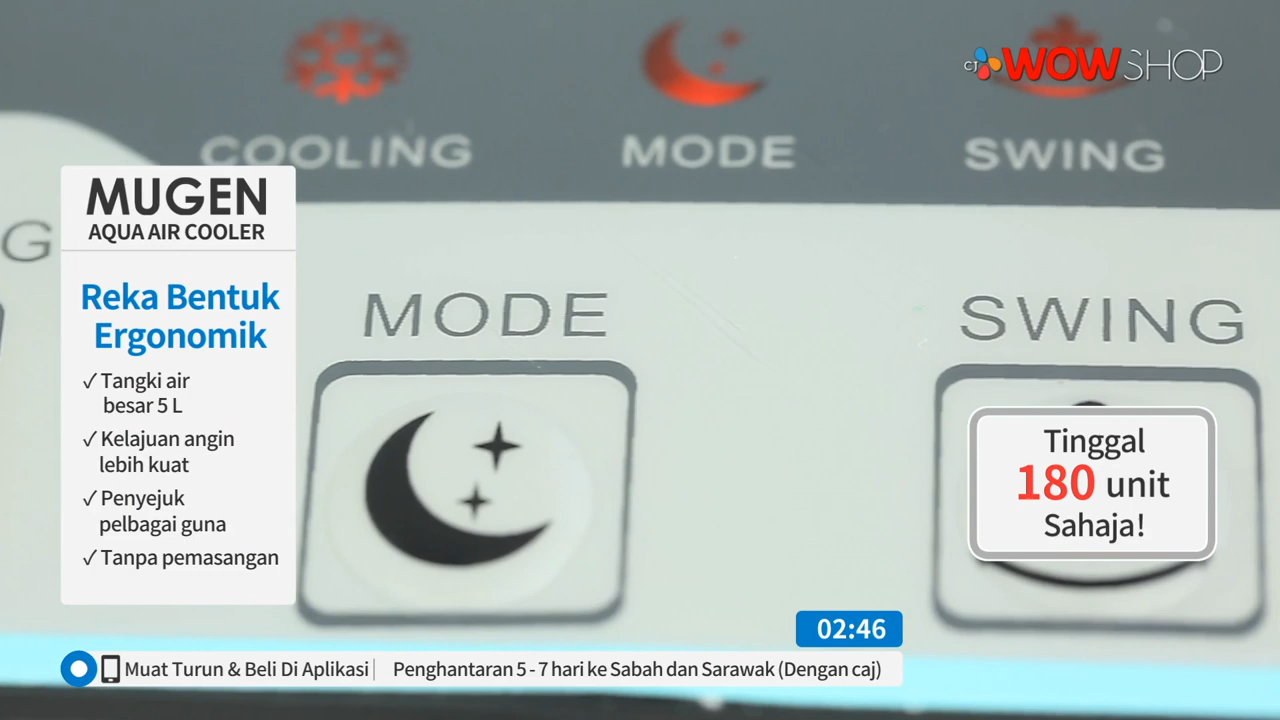 COOLING
MODE
SWING
CJ WOW SHOP
MUGEN
AQUA AIR COOLER
Reka Bentuk
Ergonomik
✓ Tangki air
besar 5 L
✓ Kelajuan angin
lebih kuat
✓ Penyejuk
pelbagai guna
✓ Tanpa pemasangan
G
MODE
SWING
Tinggal
180 unit
Sahaja!
02:46
Muat Turun & Beli Di Aplikasi | Penghantaran 5 - 7 hari ke Sabah dan Sarawak (Dengan caj)